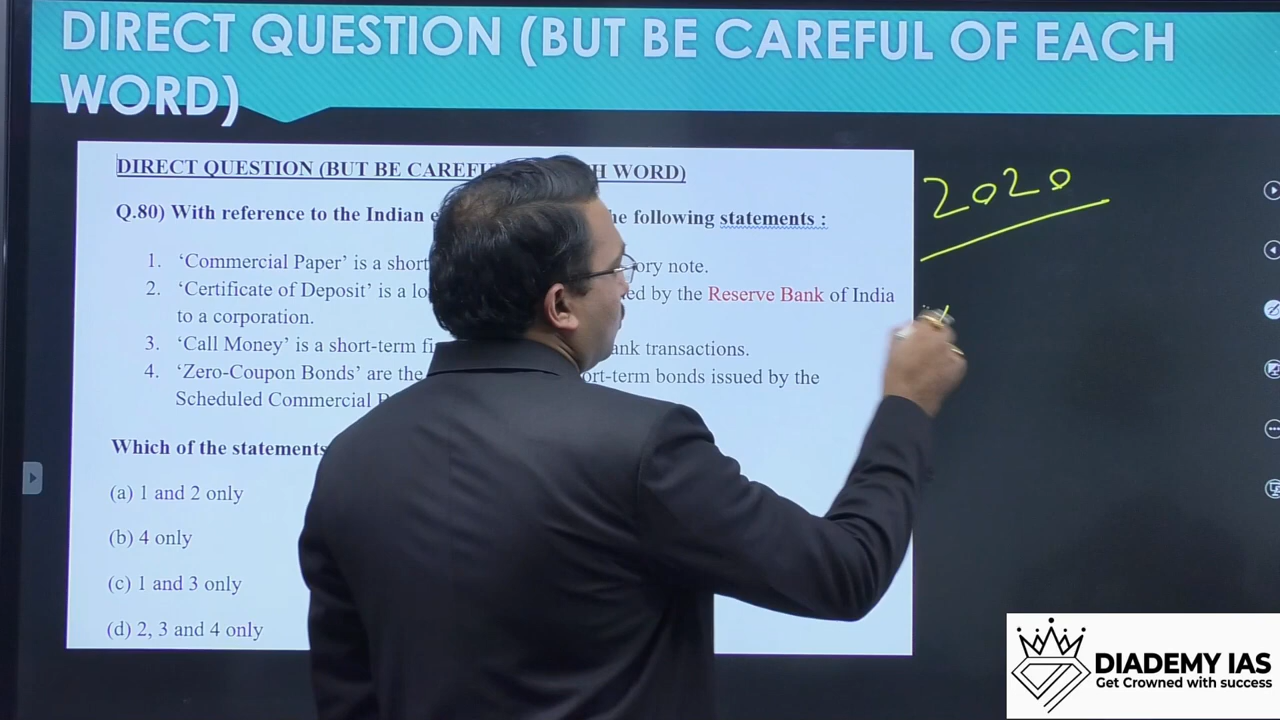 DIRECT QUESTION (BUT BE CAREFUL OF EACH
WORD)
DIRECT QUESTION (BUT BE CAREFU H WORD)
2020
Q.80) With reference to the Indian he following statements :
1. ‘Commercial Paper’ is a short ory note.
2. ‘Certificate of Deposit’ is a lo ed by the Reserve Bank of India
to a corporation.
3. ‘Call Money’ is a short-term fi ank transactions.
4. ‘Zero-Coupon Bonds’ are the ort-term bonds issued by the
Scheduled Commercial
Which of the statements
(a) 1 and 2 only
(b) 4 only
(c) 1 and 3 only
(d) 2, 3 and 4 only
DIADEMY IAS
Get Crowned with success